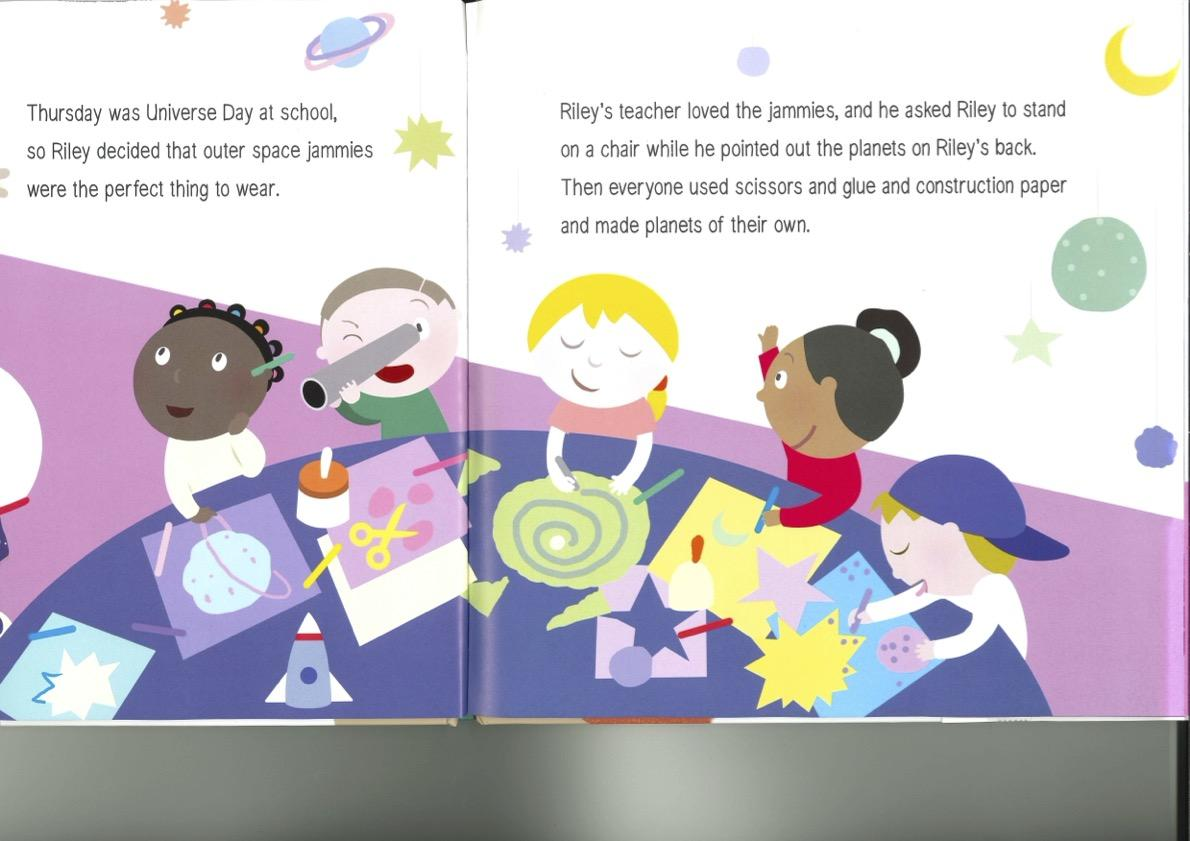 Thursday was Universe Day at school,
so Riley decided that outer space jammies
were the perfect thing to wear.
Riley's teacher loved the jammies, and he asked Riley to stand
on a chair while he pointed out the planets on Riley's back.
Then everyone used scissors and glue and construction paper
and made planets of their own.